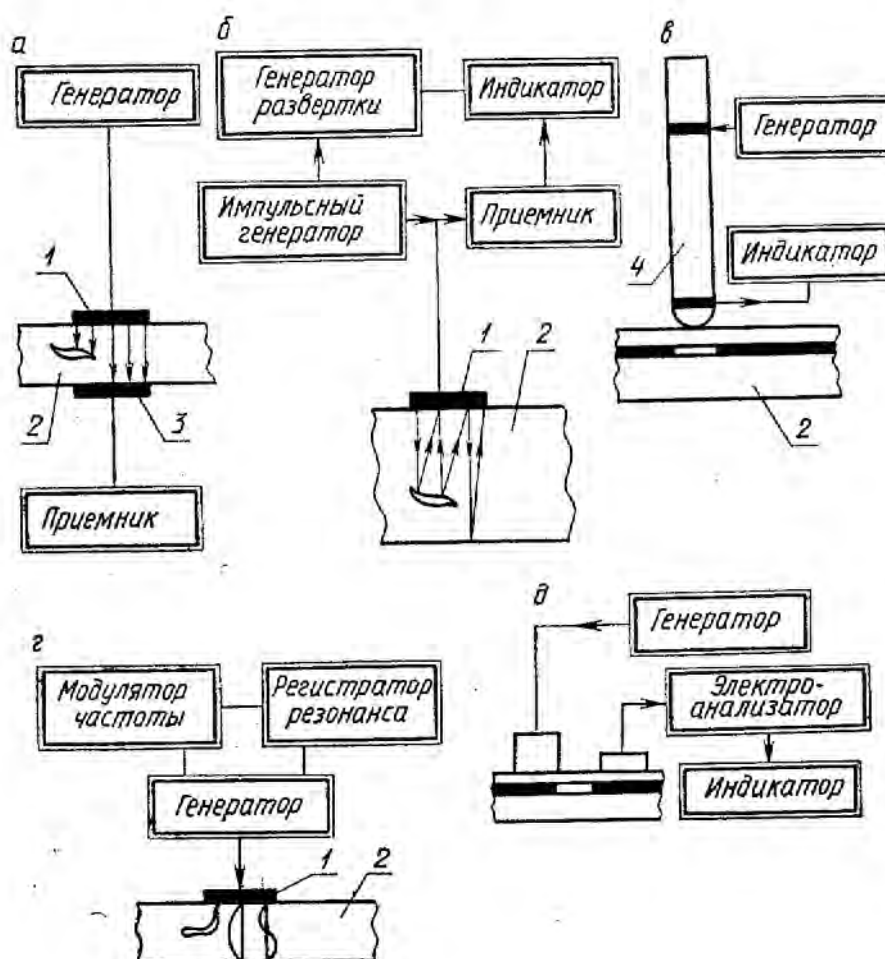 а
Генератор
1
2
3
Приемник
б
Генератор
развертки
Индикатор
Импульсный
генератор
Приемник
1
2
в
Генератор
4
Индикатор
2
г
Модулятор
частоты
Регистратор
резонанса
Генератор
1
2
д
Генератор
Электро-
анализатор
Индикатор